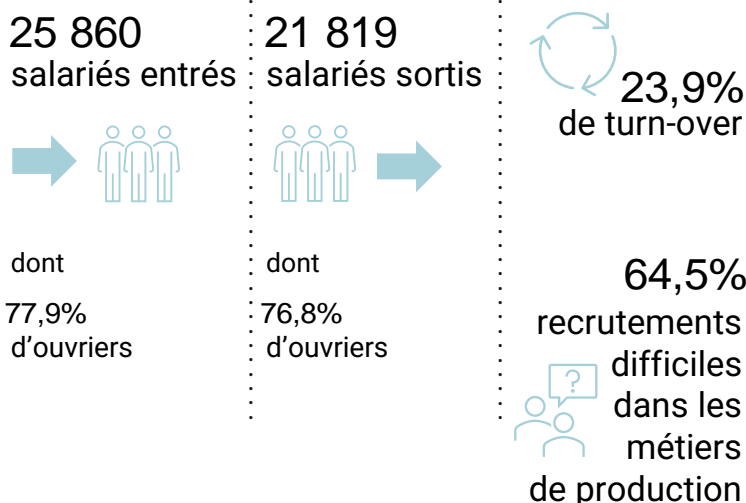 25 860
salariés entrés
dont
77,9%
d’ouvriers
21 819
salariés sortis
dont
76,8%
d’ouvriers
23,9%
de turn-over
64,5%
recrutements
?
difficiles
dans les
métiers
de production